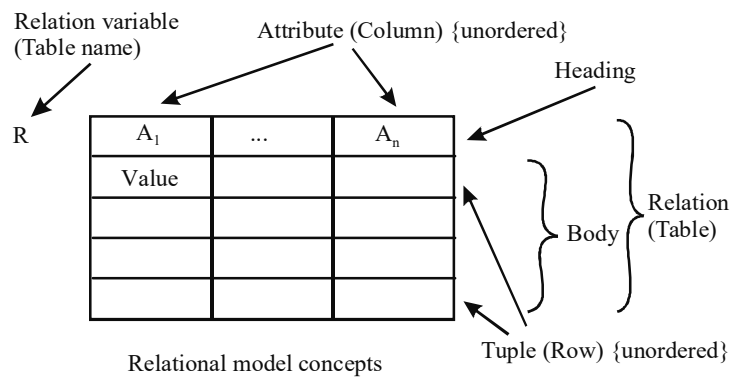 Relation variable
(Table name)
Attribute (Column) {unordered}
Heading
R
A₁
...
Aₙ
Value
Relation
(Table)
Body
Tuple (Row) {unordered}
Relational model concepts